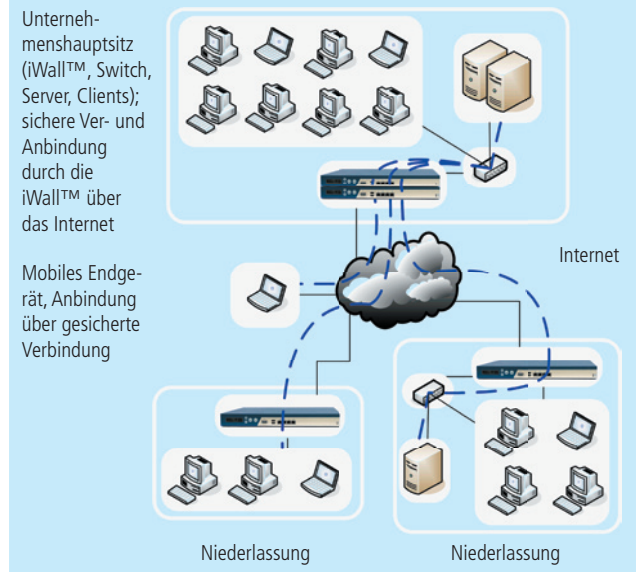 Unterneh-
menshauptsitz
(iWall™, Switch,
Server, Clients);
sichere Ver- und
Anbindung
durch die
iWall™ über
das Internet
Mobiles Endge-
rät, Anbindung
über gesicherte
Verbindung
Internet
Niederlassung
Niederlassung